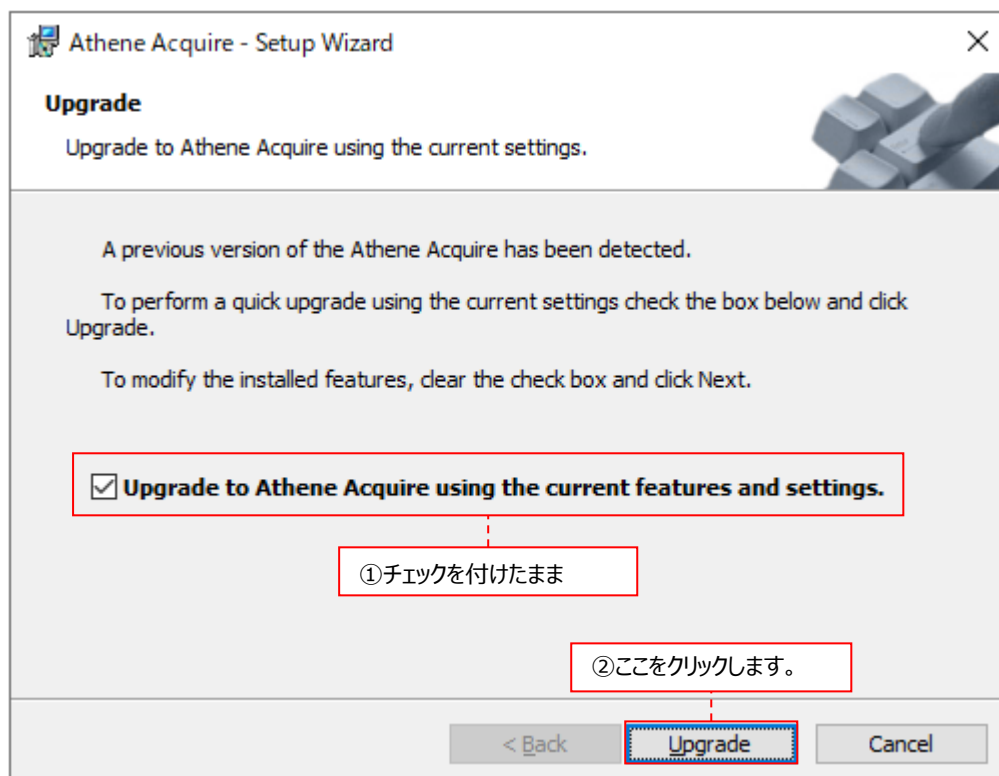 Athene Acquire - Setup Wizard
Upgrade
Upgrade to Athene Acquire using the current settings.
A previous version of the Athene Acquire has been detected.
To perform a quick upgrade using the current settings check the box below and click
Upgrade.
To modify the installed features, clear the check box and click Next.
Upgrade to Athene Acquire using the current features and settings.
①チェックを付けたまま
②ここをクリックします。
< Back
Upgrade
Cancel